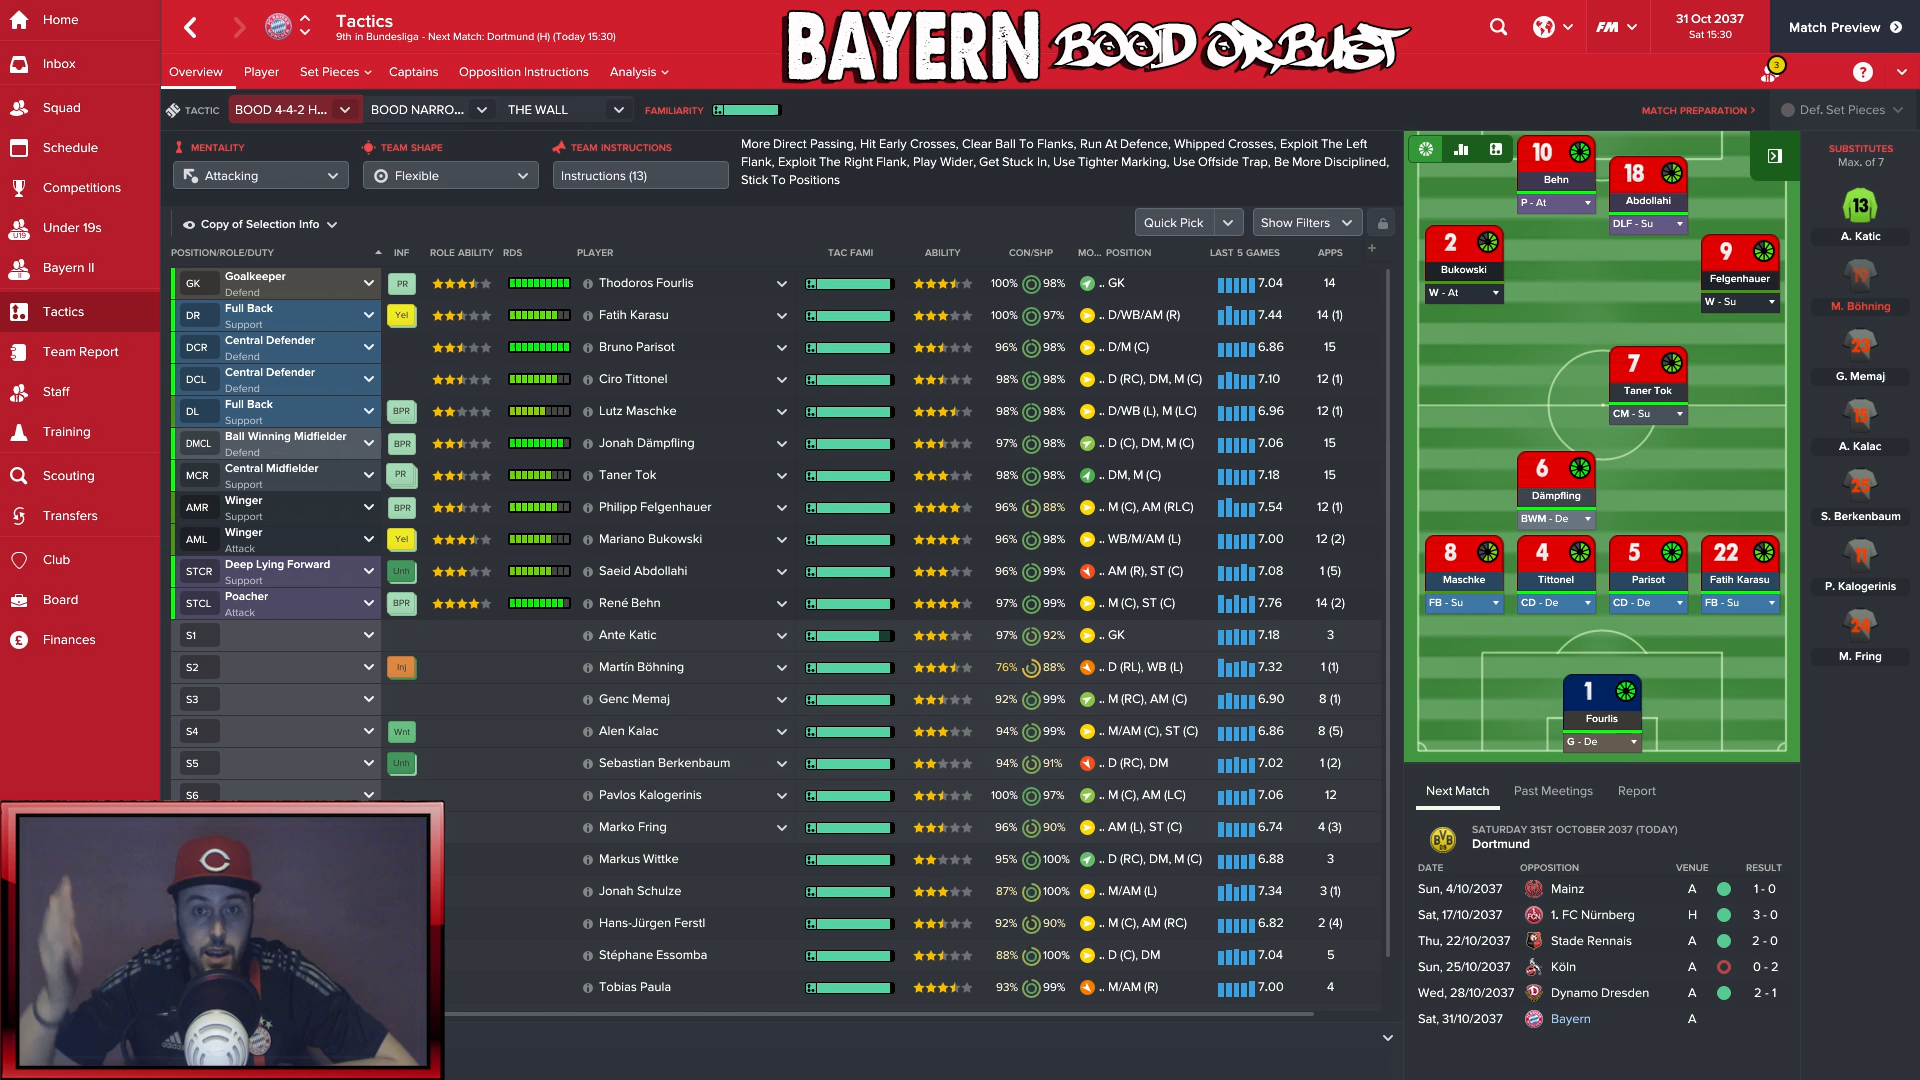 Home
Inbox
Squad
Schedule
Competitions
Under 19s
Bayern II
Tactics
Team Report
Staff
Training
Scouting
Transfers
Club
Board
Finances
Tactics
9th in Bundesliga - Next Match: Dortmund (H) (Today 15:30)
BAYERN BOOD OR BUST
FM
31 Oct 2037
Sat 15:30
Match Preview
Overview Player Set Pieces Captains Opposition Instructions Analysis
3
?
TACTIC BOOD 4-4-2 H... BOOD NARRO... THE WALL FAMILIARITY
MATCH PREPARATION > Def. Set Pieces
MENTALITY TEAM SHAPE TEAM INSTRUCTIONS
Attacking Flexible Instructions (13)
More Direct Passing, Hit Early Crosses, Clear Ball To Flanks, Run At Defence, Whipped Crosses, Exploit The Left
Flank, Exploit The Right Flank, Play Wider, Get Stuck In, Use Tighter Marking, Use Offside Trap, Be More Disciplined,
Stick To Positions
Copy of Selection Info Quick Pick Show Filters
POSITION/ROLE/DUTY INF ROLE ABILITY RDS PLAYER TAC FAMI ABILITY CON/SHP MO... POSITION LAST 5 GAMES APPS +
GK Goalkeeper Defend PR Thodoros Fourlis 100% 98% .. GK 7.04 14
DR Full Back Support Yel Fatih Karasu 100% 97% .. D/WB/AM (R) 7.44 14 (1)
DCR Central Defender Defend Bruno Parisot 96% 98% .. D/M (C) 6.86 15
DCL Central Defender Defend Ciro Tittonel 98% 98% .. D (RC), DM, M (C) 7.10 12 (1)
DL Full Back Support BPR Lutz Maschke 98% 98% .. D/WB (L), M (LC) 6.96 12 (1)
DMCL Ball Winning Midfielder Defend BPR Jonah Dämpfling 97% 98% .. D (C), DM, M (C) 7.06 15
MCR Central Midfielder Support PR Taner Tok 98% 98% .. DM, M (C) 7.18 15
AMR Winger Support BPR Philipp Felgenhauer 96% 88% .. M (C), AM (RLC) 7.54 12 (1)
AML Winger Attack Yel Mariano Bukowski 96% 98% .. WB/M/AM (L) 7.00 12 (2)
STCR Deep Lying Forward Support Unh Saeid Abdollahi 96% 99% .. AM (R), ST (C) 7.08 1 (5)
STCL Poacher Attack BPR René Behn 97% 99% .. M (C), ST (C) 7.76 14 (2)
S1 Ante Katic 97% 92% .. GK 7.18 3
S2 Inj Martín Böhning 76% 88% .. D (RL), WB (L) 7.32 1 (1)
S3 Genc Memaj 92% 99% .. M (RC), AM (C) 6.90 8 (1)
S4 Wnt Alen Kalac 94% 99% .. M/AM (C), ST (C) 6.86 8 (5)
S5 Unh Sebastian Berkenbaum 94% 91% .. D (RC), DM 7.02 1 (2)
S6 Pavlos Kalogerinis 100% 97% .. M (C), AM (LC) 7.06 12
Marko Fring 96% 90% .. AM (L), ST (C) 6.74 4 (3)
Markus Wittke 95% 100% .. D (RC), DM, M (C) 6.88 3
Jonah Schulze 87% 100% .. M/AM (L) 7.34 3 (1)
Hans-Jürgen Ferstl 92% 90% .. M (C), AM (RC) 6.82 2 (4)
Stéphane Essomba 88% 100% .. D (C), DM 7.04 5
Tobias Paula 93% 99% .. M/AM (R) 7.00 4
10
Behn
P - At
18
Abdollahi
DLF - Su
2
Bukowski
W - At
9
Felgenhauer
W - Su
7
Taner Tok
CM - Su
6
Dämpfling
BWM - De
8 4 5 22
Maschke Tittonel Parisot Fatih Karasu
FB - Su CD - De CD - De FB - Su
1
Fourlis
G - De
SUBSTITUTES
Max. of 7
13
A. Katic
19
M. Böhning
23
G. Memaj
15
A. Kalac
25
S. Berkenbaum
11
P. Kalogerinis
24
M. Fring
Next Match Past Meetings Report
BVB 09
SATURDAY 31ST OCTOBER 2037 (TODAY)
Dortmund
DATE OPPOSITION VENUE RESULT
Sun, 4/10/2037 Mainz A 1 - 0
Sat, 17/10/2037 1. FC Nürnberg H 3 - 0
Thu, 22/10/2037 Stade Rennais A 2 - 0
Sun, 25/10/2037 Köln A 0 - 2
Wed, 28/10/2037 Dynamo Dresden A 2 - 1
Sat, 31/10/2037 Bayern A